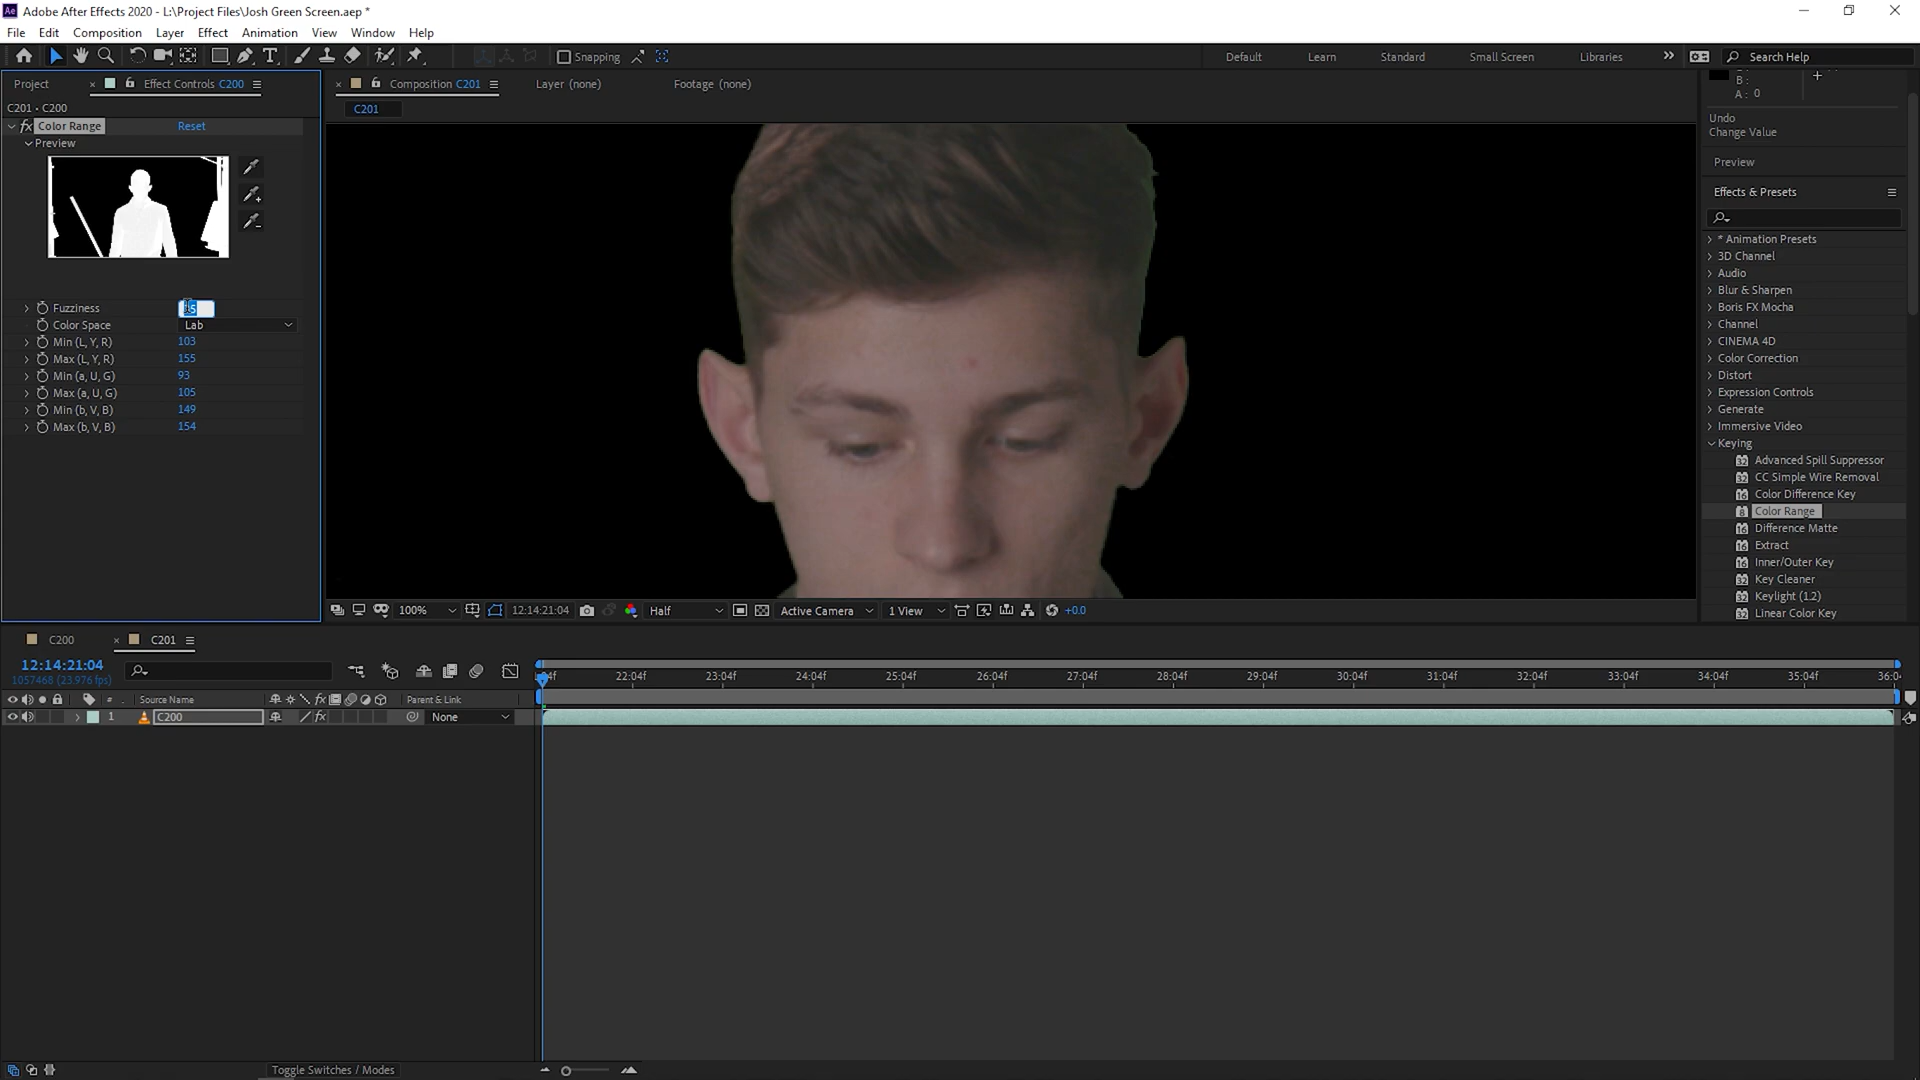 Adobe After Effects 2020 - L:\Project Files\Josh Green Screen.aep *
File Edit Composition Layer Effect Animation View Window Help
Snapping
Default Learn Standard Small Screen Libraries Search Help
Project Effect Controls C200
Composition C201 Layer (none) Footage (none)
C201 • C200
C201
fx Color Range Reset
Preview
Fuzziness
Color Space Lab
Min (L, Y, R) 103
Max (L, Y, R) 155
Min (a, U, G) 93
Max (a, U, G) 105
Min (b, V, B) 149
Max (b, V, B) 154
B:
A: 0
Undo
Change Value
Preview
Effects & Presets
* Animation Presets
3D Channel
Audio
Blur & Sharpen
Boris FX Mocha
Channel
CINEMA 4D
Color Correction
Distort
Expression Controls
Generate
Immersive Video
Keying
Advanced Spill Suppressor
CC Simple Wire Removal
Color Difference Key
Color Range
Difference Matte
Extract
Inner/Outer Key
Key Cleaner
Keylight (1.2)
Linear Color Key
100% 12:14:21:04 Half Active Camera 1 View +0.0
C200 C201
12:14:21:04
1057468 (23.976 fps)
22:04f 23:04f 24:04f 25:04f 26:04f 27:04f 28:04f 29:04f 30:04f 31:04f 32:04f 33:04f 34:04f 35:04f 36:04
# Source Name fx Parent & Link
1 C200 fx None
Toggle Switches / Modes